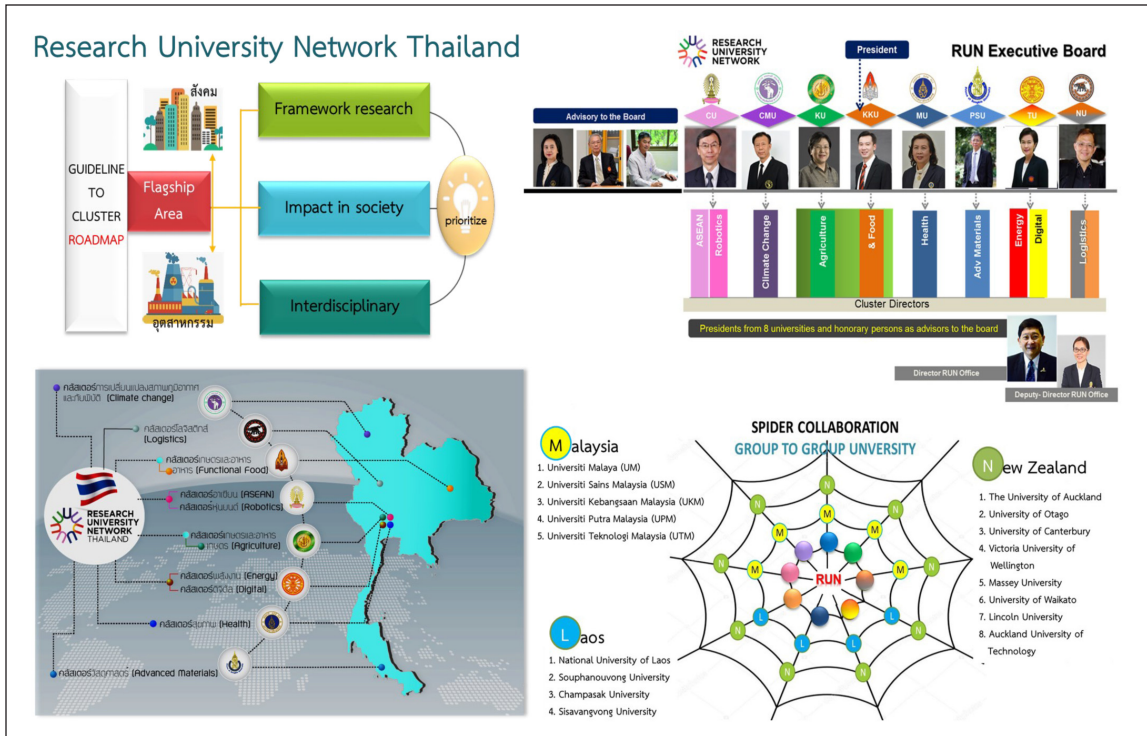 Research University Network Thailand
GUIDELINE
TO
CLUSTER
ROADMAP
สังคม
Flagship
Area
อุตสาหกรรม
Framework research
Impact in society
Interdisciplinary
prioritize
RESEARCH
UNIVERSITY
NETWORK
President
RUN Executive Board
Advisory to the Board
CU
CMU
KU
KKU
MU
PSU
TU
NU
ASEAN
Robotics
Climate Change
Agriculture
& Food
Health
Adv Materials
Energy
Digital
Logistics
Cluster Directors
Presidents from 8 universities and honorary persons as advisors to the board
Director RUN Office
Deputy- Director RUN Office
คลัสเตอร์การเปลี่ยนแปลงสภาพภูมิอากาศ
และภัยพิบัติ (Climate change)
คลัสเตอร์โลจิสติกส์
(Logistics)
คลัสเตอร์เกษตรและอาหาร
อาหาร (Functional Food)
คลัสเตอร์อาเซียน (ASEAN)
คลัสเตอร์หุ่นยนต์ (Robotics)
RESEARCH
UNIVERSITY
NETWORK
THAILAND
คลัสเตอร์เกษตรและอาหาร
เกษตร (Agriculture)
คลัสเตอร์พลังงาน (Energy)
คลัสเตอร์ดิจิตัล (Digital)
คลัสเตอร์สุขภาพ (Health)
คลัสเตอร์วัสดุศาสตร์ (Advanced Materials)
Malaysia
1. Universiti Malaya (UM)
2. Universiti Sains Malaysia (USM)
3. Universiti Kebangsaan Malaysia (UKM)
4. Universiti Putra Malaysia (UPM)
5. Universiti Teknologi Malaysia (UTM)
Laos
1. National University of Laos
2. Souphanouvong University
3. Champasak University
4. Sisavangvong University
SPIDER COLLABORATION
GROUP TO GROUP UNVERSITY
N
N
N
N
N
N
N
N
N
N
N
M
M
M
M
M
RUN
L
L
L
L
New Zealand
1. The University of Auckland
2. University of Otago
3. University of Canterbury
4. Victoria University of
Wellington
5. Massey University
6. University of Waikato
7. Lincoln University
8. Auckland University of
Technology